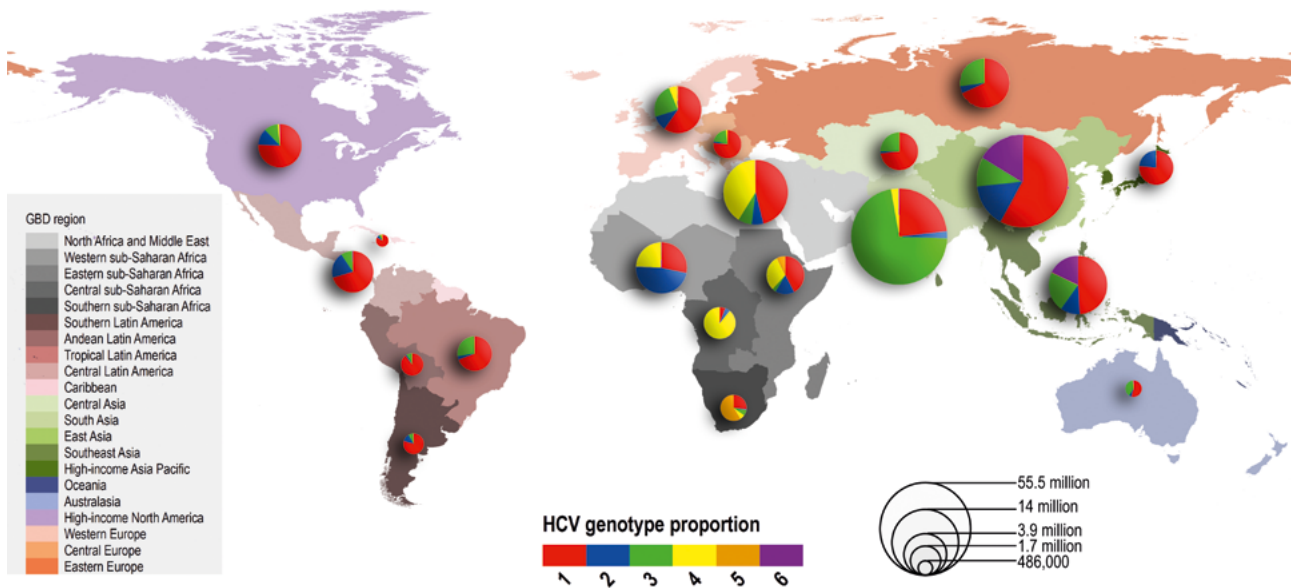 GBD region
North Africa and Middle East
Western sub-Saharan Africa
Eastern sub-Saharan Africa
Central sub-Saharan Africa
Southern sub-Saharan Africa
Southern Latin America
Andean Latin America
Tropical Latin America
Central Latin America
Caribbean
Central Asia
South Asia
East Asia
Southeast Asia
High-income Asia Pacific
Oceania
Australasia
High-income North America
Western Europe
Central Europe
Eastern Europe
HCV genotype proportion
1 2 3 4 5 6
55.5 million
14 million
3.9 million
1.7 million
486,000